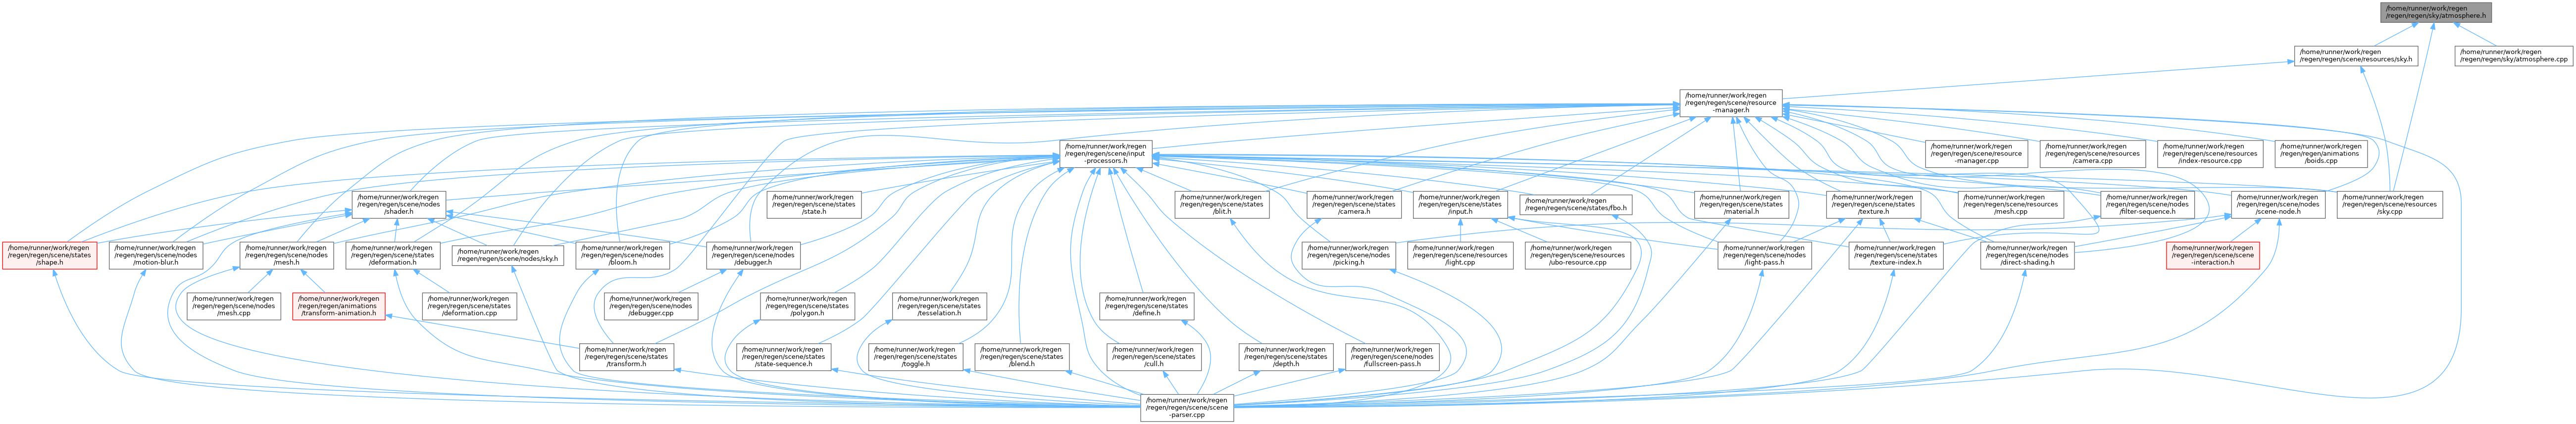 /home/runner/work/regen
/regen/regen/sky/atmosphere.h
/home/runner/work/regen
/regen/regen/scene/resources/sky.h
/home/runner/work/regen
/regen/regen/sky/atmosphere.cpp
/home/runner/work/regen
/regen/regen/scene/resource
-manager.h
/home/runner/work/regen
/regen/regen/scene/input
-processors.h
/home/runner/work/regen
/regen/regen/scene/resource
-manager.cpp
/home/runner/work/regen
/regen/regen/scene/resources
/camera.cpp
/home/runner/work/regen
/regen/regen/scene/resources
/index-resource.cpp
/home/runner/work/regen
/regen/regen/animations
/boids.cpp
/home/runner/work/regen
/regen/regen/scene/nodes
/shader.h
/home/runner/work/regen
/regen/regen/scene/states
/state.h
/home/runner/work/regen
/regen/regen/scene/states
/blit.h
/home/runner/work/regen
/regen/regen/scene/states
/camera.h
/home/runner/work/regen
/regen/regen/scene/states
/input.h
/home/runner/work/regen
/regen/regen/scene/states/fbo.h
/home/runner/work/regen
/regen/regen/scene/states
/material.h
/home/runner/work/regen
/regen/regen/scene/states
/texture.h
/home/runner/work/regen
/regen/regen/scene/resources
/mesh.cpp
/home/runner/work/regen
/regen/regen/scene/nodes
/filter-sequence.h
/home/runner/work/regen
/regen/regen/scene/nodes
/scene-node.h
/home/runner/work/regen
/regen/regen/scene/resources
/sky.cpp
/home/runner/work/regen
/regen/regen/scene/states
/shape.h
/home/runner/work/regen
/regen/regen/scene/nodes
/motion-blur.h
/home/runner/work/regen
/regen/regen/scene/nodes
/mesh.h
/home/runner/work/regen
/regen/regen/scene/states
/deformation.h
/home/runner/work/regen
/regen/regen/scene/nodes/sky.h
/home/runner/work/regen
/regen/regen/scene/nodes
/bloom.h
/home/runner/work/regen
/regen/regen/scene/nodes
/debugger.h
/home/runner/work/regen
/regen/regen/scene/nodes
/picking.h
/home/runner/work/regen
/regen/regen/scene/resources
/light.cpp
/home/runner/work/regen
/regen/regen/scene/resources
/ubo-resource.cpp
/home/runner/work/regen
/regen/regen/scene/nodes
/light-pass.h
/home/runner/work/regen
/regen/regen/scene/states
/texture-index.h
/home/runner/work/regen
/regen/regen/scene/nodes
/direct-shading.h
/home/runner/work/regen
/regen/regen/scene/scene
-interaction.h
/home/runner/work/regen
/regen/regen/scene/nodes
/mesh.cpp
/home/runner/work/regen
/regen/regen/animations
/transform-animation.h
/home/runner/work/regen
/regen/regen/scene/states
/deformation.cpp
/home/runner/work/regen
/regen/regen/scene/nodes
/debugger.cpp
/home/runner/work/regen
/regen/regen/scene/states
/polygon.h
/home/runner/work/regen
/regen/regen/scene/states
/tesselation.h
/home/runner/work/regen
/regen/regen/scene/states
/define.h
/home/runner/work/regen
/regen/regen/scene/states
/transform.h
/home/runner/work/regen
/regen/regen/scene/states
/state-sequence.h
/home/runner/work/regen
/regen/regen/scene/states
/toggle.h
/home/runner/work/regen
/regen/regen/scene/states
/blend.h
/home/runner/work/regen
/regen/regen/scene/states
/cull.h
/home/runner/work/regen
/regen/regen/scene/states
/depth.h
/home/runner/work/regen
/regen/regen/scene/nodes
/fullscreen-pass.h
/home/runner/work/regen
/regen/regen/scene/scene
-parser.cpp